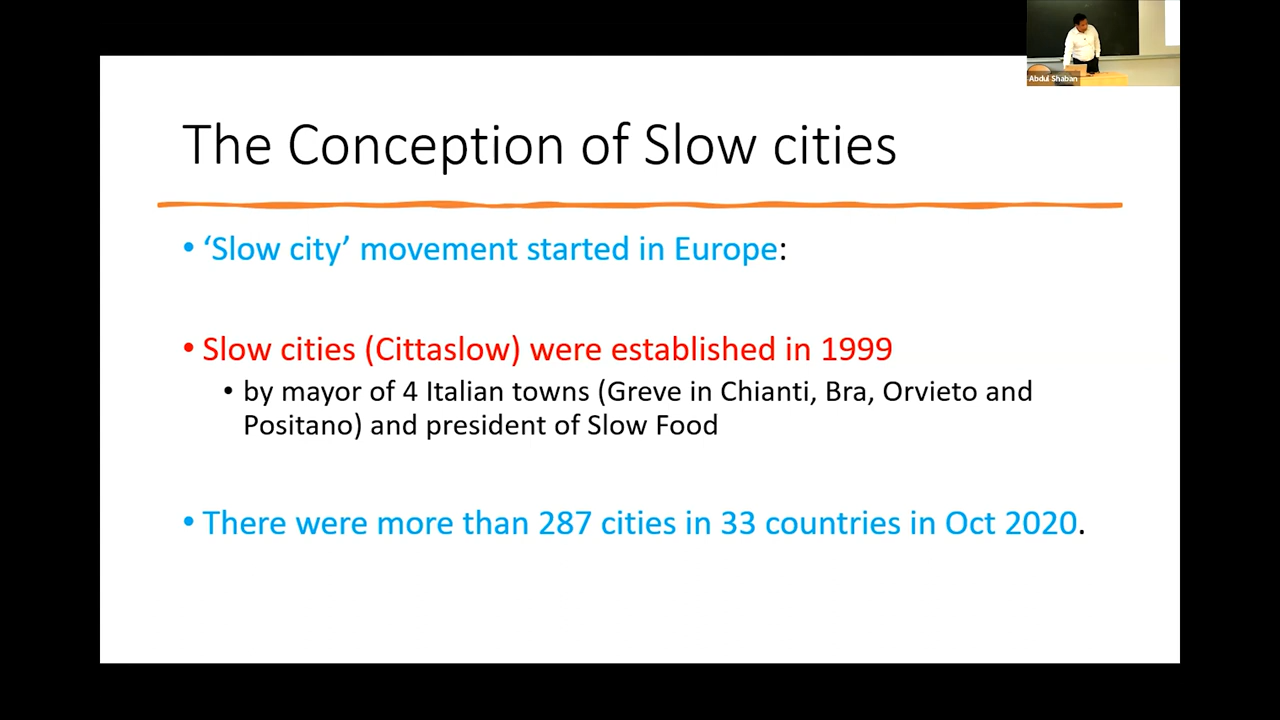 Abdul Shaban
The Conception of Slow cities
• ‘Slow city’ movement started in Europe:
• Slow cities (Cittaslow) were established in 1999
• by mayor of 4 Italian towns (Greve in Chianti, Bra, Orvieto and
Positano) and president of Slow Food
• There were more than 287 cities in 33 countries in Oct 2020.